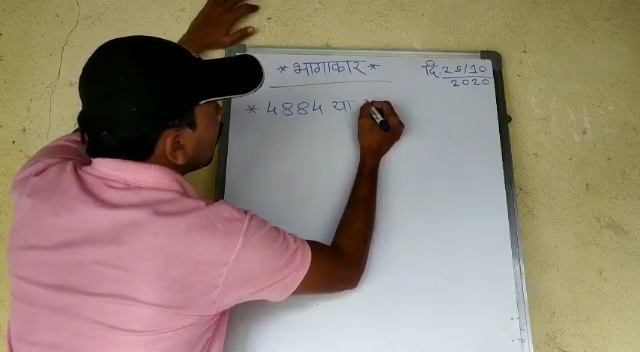 * भागाकार *
दि. 25/10
2020
* 4884 या